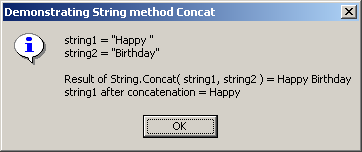 Demonstrating String method Concat
string1 = "Happy "
string2 = "Birthday"
Result of String.Concat( string1, string2 ) = Happy Birthday
string1 after concatenation = Happy
OK